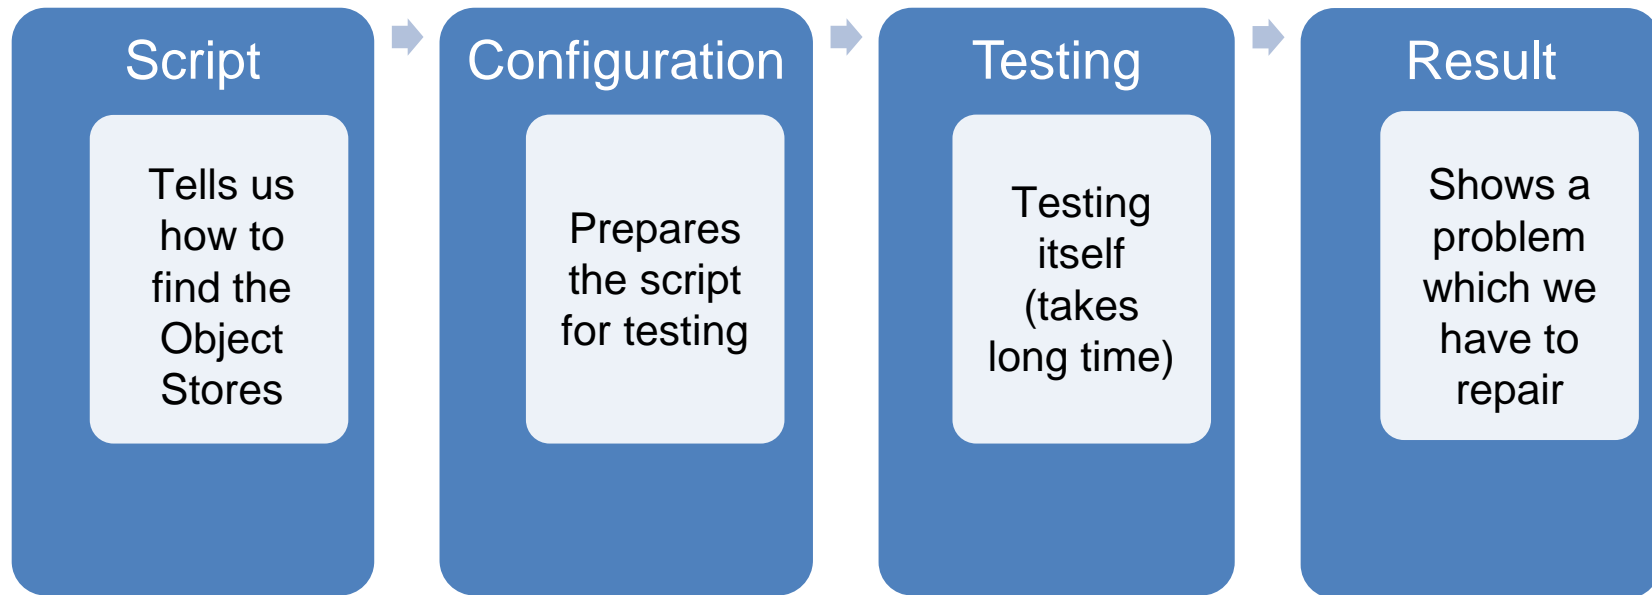 Script
Tells us
how to
find the
Object
Stores
Configuration
Prepares
the script
for testing
Testing
Testing
itself
(takes
long time)
Result
Shows a
problem
which we
have to
repair